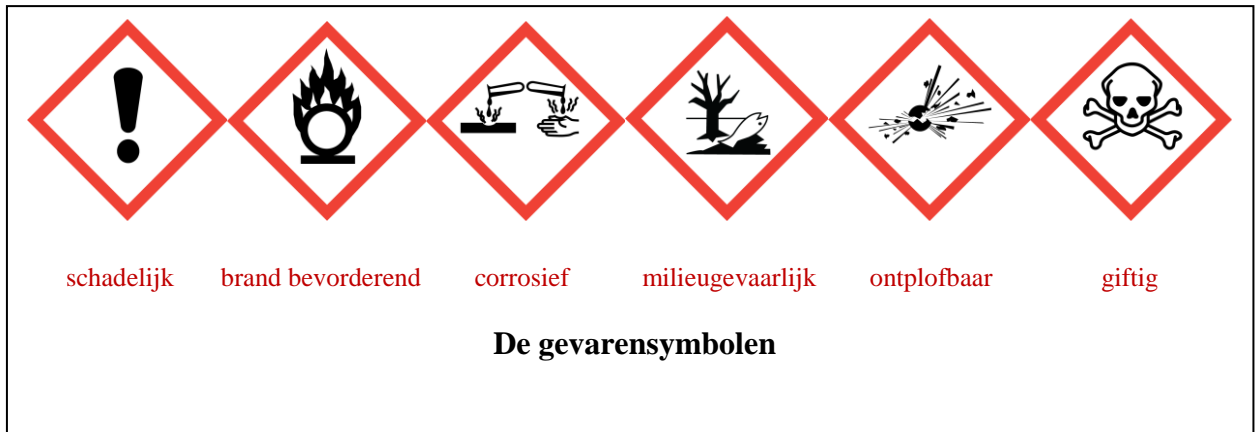 schadelijk brand bevorderend corrosief milieugevaarlijk ontplofbaar giftig
De gevarensymbolen